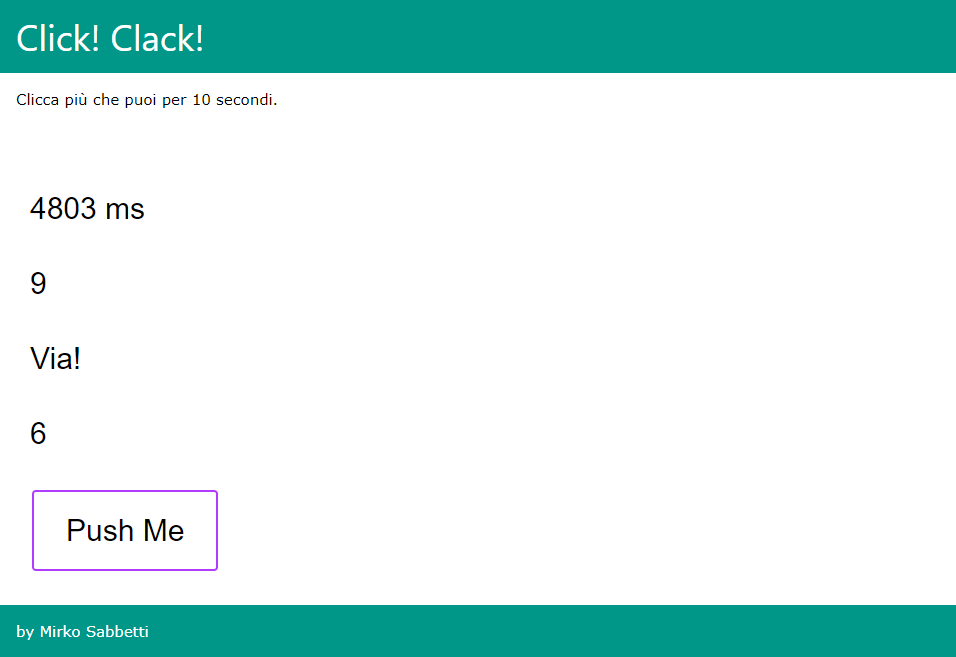 Click! Clack!
Clicca più che puoi per 10 secondi.
4803 ms
9
Via!
6
Push Me
by Mirko Sabbetti